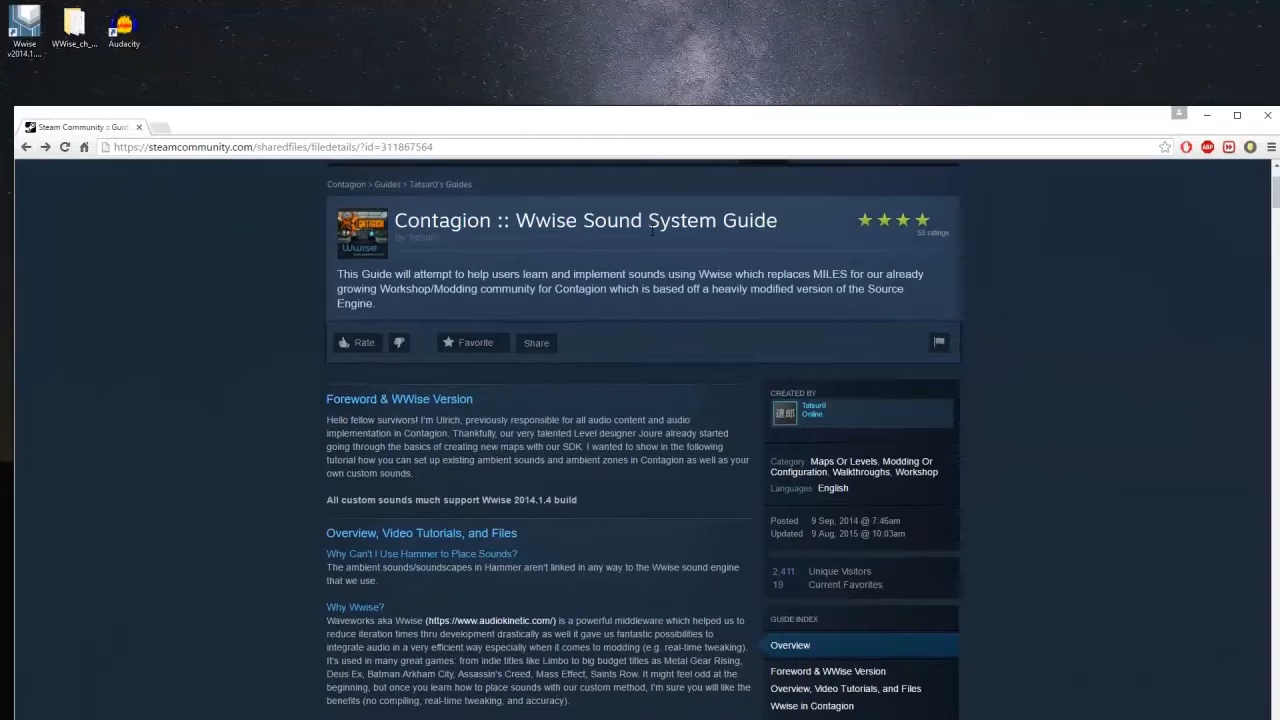 Wwise
v2014.1....
WWise_ch_...
Audacity
Steam Community :: Guid
https://steamcommunity.com/sharedfiles/filedetails/?id=311867564
Contagion > Guides > Tatsur0's Guides
Contagion :: Wwise Sound System Guide
By Tatsur0
53 ratings
Wwise
This Guide will attempt to help users learn and implement sounds using Wwise which replaces MILES for our already
growing Workshop/Modding community for Contagion which is based off a heavily modified version of the Source
Engine.
Rate
Favorite
Share
Foreword & WWise Version
Hello fellow survivors! I'm Ulrich, previously responsible for all audio content and audio
implementation in Contagion. Thankfully, our very talented Level designer Joure already started
going through the basics of creating new maps with our SDK. I wanted to show in the following
tutorial how you can set up existing ambient sounds and ambient zones in Contagion as well as your
own custom sounds.
All custom sounds much support Wwise 2014.1.4 build
Overview, Video Tutorials, and Files
Why Can't I Use Hammer to Place Sounds?
The ambient sounds/soundscapes in Hammer aren't linked in any way to the Wwise sound engine
that we use.
Why Wwise?
Waveworks aka Wwise (https://www.audiokinetic.com/) is a powerful middleware which helped us to
reduce iteration times thru development drastically as well it gave us fantastic possibilities to
integrate audio in a very efficient way especially when it comes to modding (e.g. real-time tweaking).
It's used in many great games: from indie titles like Limbo to big budget titles as Metal Gear Rising,
Deus Ex, Batman Arkham City, Assassin's Creed, Mass Effect, Saints Row. It might feel odd at the
beginning, but once you learn how to place sounds with our custom method, I'm sure you will like the
benefits (no compiling, real-time tweaking, and accuracy).
CREATED BY
Tatsur0
Online
Category: Maps Or Levels, Modding Or
Configuration, Walkthroughs, Workshop
Languages: English
Posted 9 Sep, 2014 @ 7:46am
Updated 9 Aug, 2015 @ 10:03am
2,411 Unique Visitors
19 Current Favorites
GUIDE INDEX
Overview
Foreword & WWise Version
Overview, Video Tutorials, and Files
Wwise in Contagion